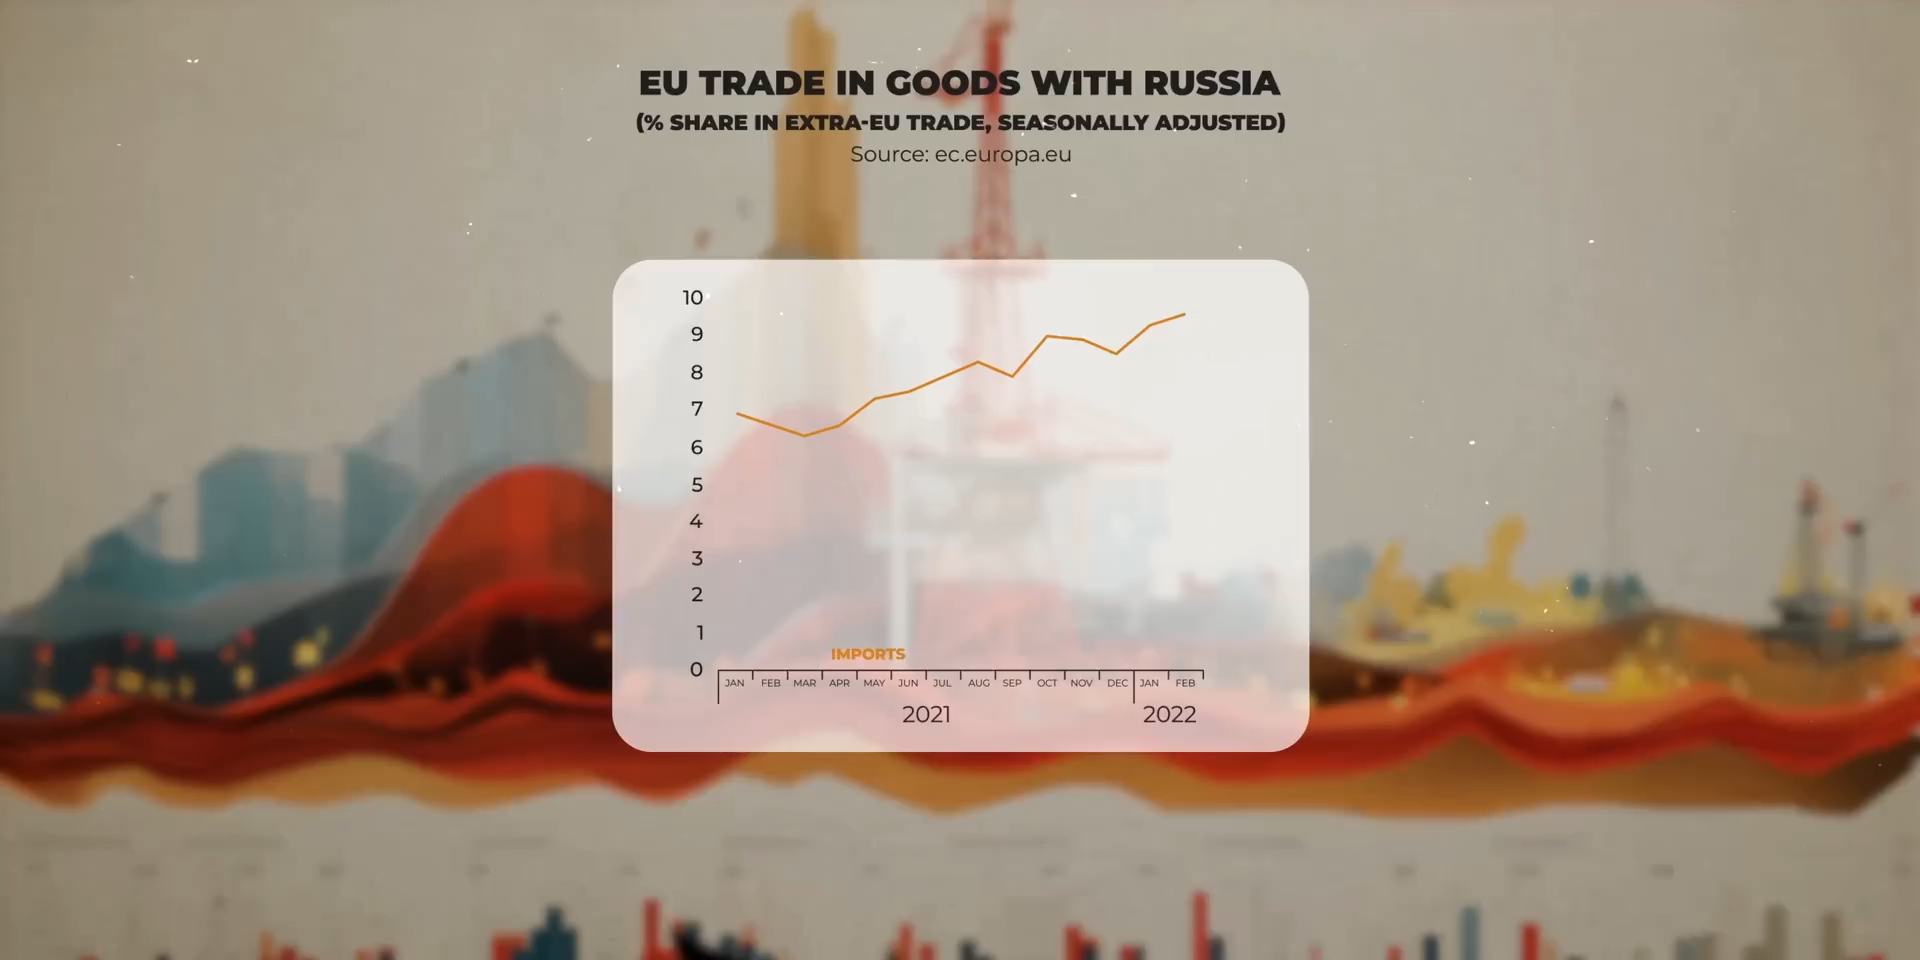 EU TRADE IN GOODS WITH RUSSIA
(% SHARE IN EXTRA-EU TRADE, SEASONALLY ADJUSTED)
Source: ec.europa.eu
10
9
8
7
6
5
4
3
2
1
0
IMPORTS
JAN FEB MAR APR MAY JUN JUL AUG SEP OCT NOV DEC JAN FEB
2021 2022